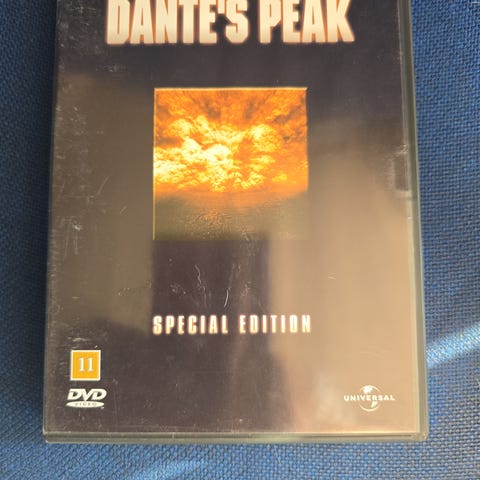 DANTE'S PEAK
SPECIAL EDITION
11
DVD
VIDEO
UNIVERSAL